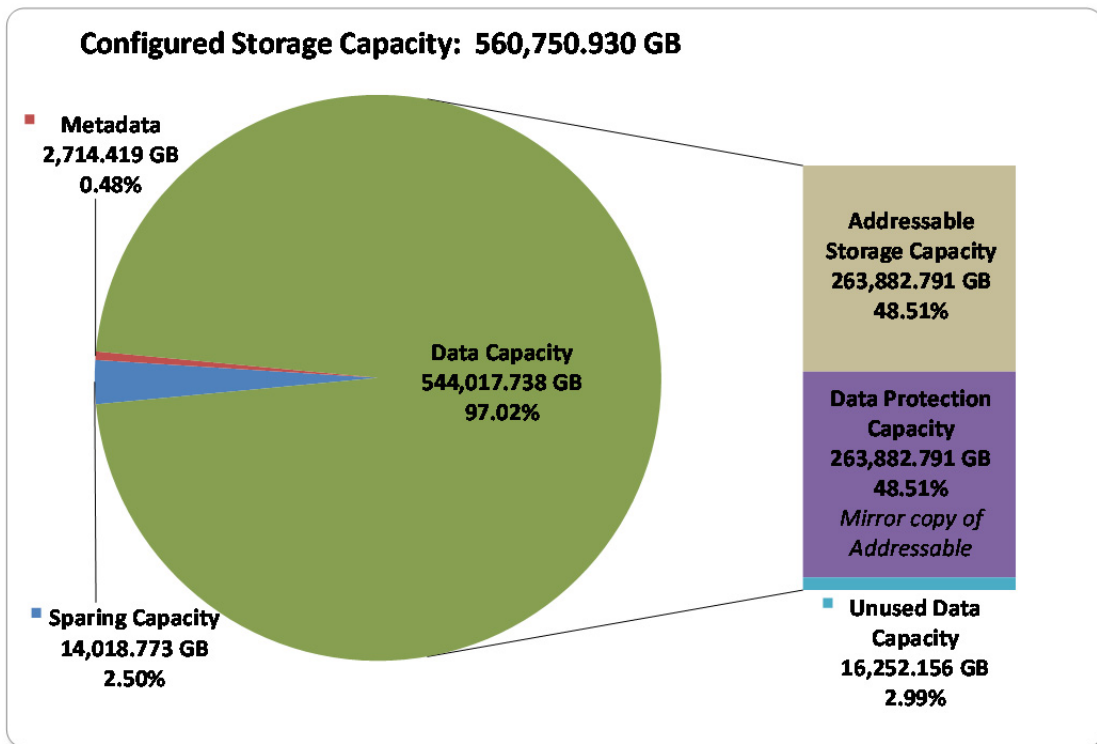 Configured Storage Capacity: 560,750.930 GB
Metadata
2,714.419 GB
0.48%
Data Capacity
544,017.738 GB
97.02%
Sparing Capacity
14,018.773 GB
2.50%
Addressable
Storage Capacity
263,882.791 GB
48.51%
Data Protection
Capacity
263,882.791 GB
48.51%
Mirror copy of
Addressable
Unused Data
Capacity
16,252.156 GB
2.99%